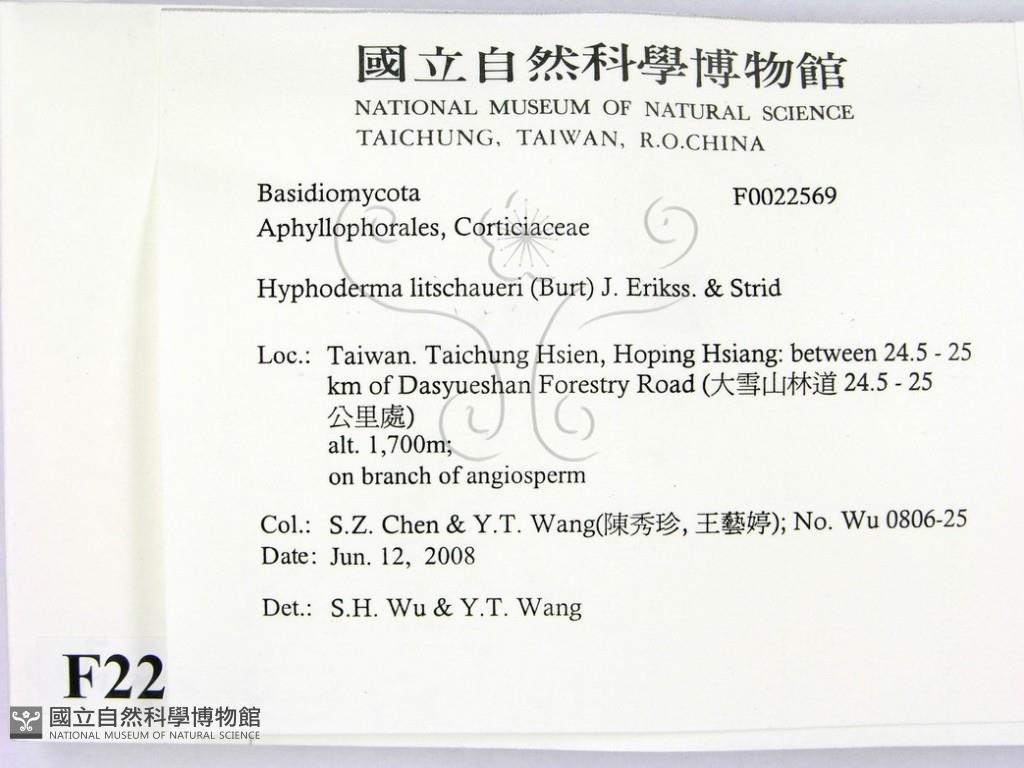 國立自然科學博物館
NATIONAL MUSEUM OF NATURAL SCIENCE
TAICHUNG, TAIWAN, R.O.CHINA
Basidiomycota F0022569
Aphyllophorales, Corticiaceae
Hyphoderma litschaueri (Burt) J. Erikss. & Strid
Loc.: Taiwan. Taichung Hsien, Hoping Hsiang: between 24.5 - 25
km of Dasyueshan Forestry Road (大雪山林道 24.5 - 25
公里處)
alt. 1,700m;
on branch of angiosperm
Col.: S.Z. Chen & Y.T. Wang(陳秀珍, 王藝婷); No. Wu 0806-25
Date: Jun. 12, 2008
Det.: S.H. Wu & Y.T. Wang
F22
國立自然科學博物館
NATIONAL MUSEUM OF NATURAL SCIENCE